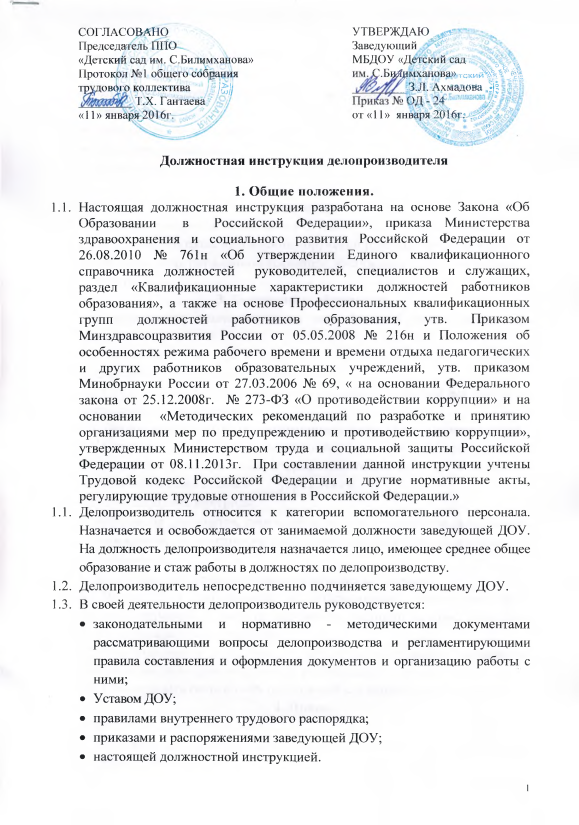 СОГЛАСОВАНО
Председатель ППО
«Детский сад им. С.Билимханова»
Протокол №1 общего собрания
трудового коллектива
Т.Х. Гантаева
«11» января 2016г.
УТВЕРЖДАЮ
Заведующий
МБДОУ «Детский сад
им. С.Билимханова»
З.Л. Ахмадова
Приказ № ОД - 24
от «11» января 2016г.
Должностная инструкция делопроизводителя
1. Общие положения.
1.1. Настоящая должностная инструкция разработана на основе Закона «Об
Образовании в Российской Федерации», приказа Министерства
здравоохранения и социального развития Российской Федерации от
26.08.2010 № 761н «Об утверждении Единого квалификационного
справочника должностей руководителей, специалистов и служащих,
раздел «Квалификационные характеристики должностей работников
образования», а также на основе Профессиональных квалификационных
групп должностей работников образования, утв. Приказом
Минздравсоцразвития России от 05.05.2008 № 216н и Положения об
особенностях режима рабочего времени и времени отдыха педагогических
и других работников образовательных учреждений, утв. приказом
Минобрнауки России от 27.03.2006 № 69, « на основании Федерального
закона от 25.12.2008г. № 273-ФЗ «О противодействии коррупции» и на
основании «Методических рекомендаций по разработке и принятию
организациями мер по предупреждению и противодействию коррупции»,
утвержденных Министерством труда и социальной защиты Российской
Федерации от 08.11.2013г. При составлении данной инструкции учтены
Трудовой кодекс Российской Федерации и другие нормативные акты,
регулирующие трудовые отношения в Российской Федерации.»
1.1. Делопроизводитель относится к категории вспомогательного персонала.
Назначается и освобождается от занимаемой должности заведующей ДОУ.
На должность делопроизводителя назначается лицо, имеющее среднее общее
образование и стаж работы в должностях по делопроизводству.
1.2. Делопроизводитель непосредственно подчиняется заведующему ДОУ.
1.3. В своей деятельности делопроизводитель руководствуется:
• законодательными и нормативно - методическими документами
рассматривающими вопросы делопроизводства и регламентирующими
правила составления и оформления документов и организацию работы с
ними;
• Уставом ДОУ;
• правилами внутреннего трудового распорядка;
• приказами и распоряжениями заведующей ДОУ;
• настоящей должностной инструкцией.
1